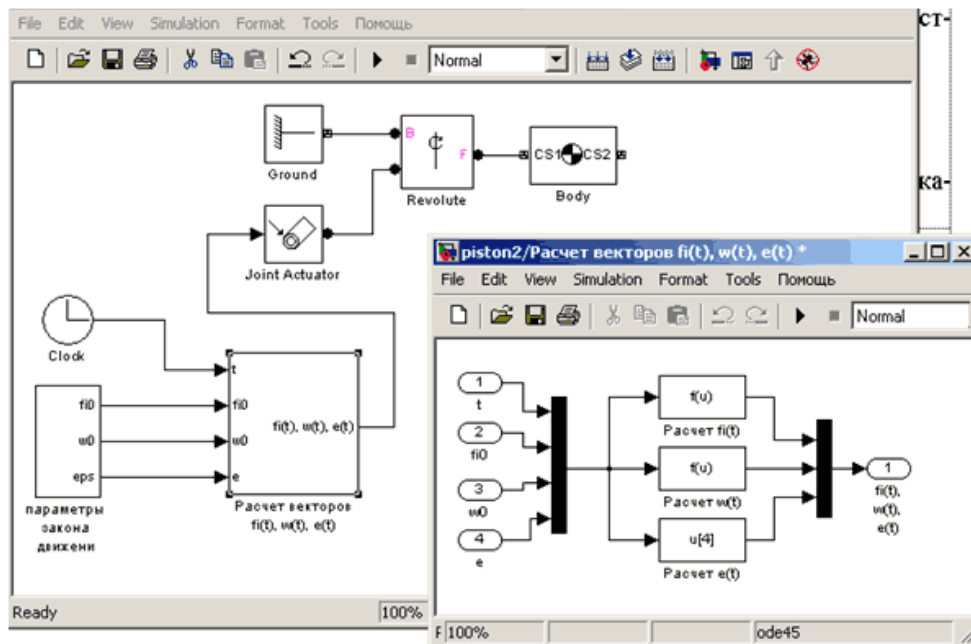 File Edit View Simulation Format Tools Помощь
ст-
Normal
B
F
CS1 CS2
Ground
Revolute
Body
ка-
Joint Actuator
Clock
t
fi0
fi0
fi(t), w(t), e(t)
w0
w0
eps
e
параметры
закона
движени
Расчет векторов
fi(t), w(t), e(t)
Ready
100%
piston2/Расчет векторов fi(t), w(t), e(t) *
File Edit View Simulation Format Tools Помощь
Normal
1
t
2
fi0
3
w0
4
e
f(u)
Расчет fi(t)
f(u)
Расчет w(t)
u[4]
Расчет e(t)
1
fi(t),
w(t),
e(t)
100%
ode45